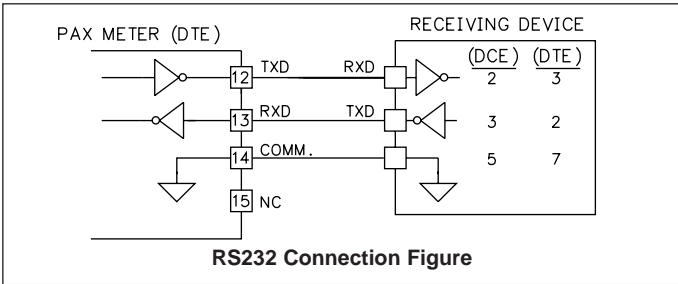 PAX METER (DTE)
RECEIVING DEVICE
(DCE) (DTE)
12 TXD RXD 2 3
13 RXD TXD 3 2
14 COMM. 5 7
15 NC
RS232 Connection Figure